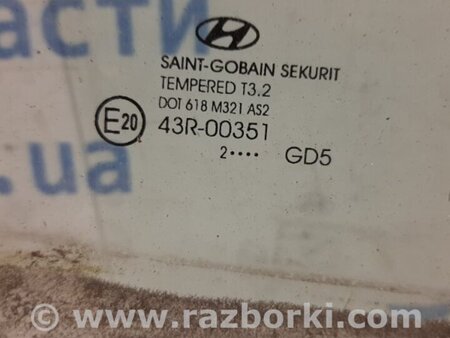 части
.ua
SAINT-GOBAIN SEKURIT
TEMPERED T3.2
DOT 618 M321 AS2
E20 43R-00351
2•••• GD5
© www.razborki.com